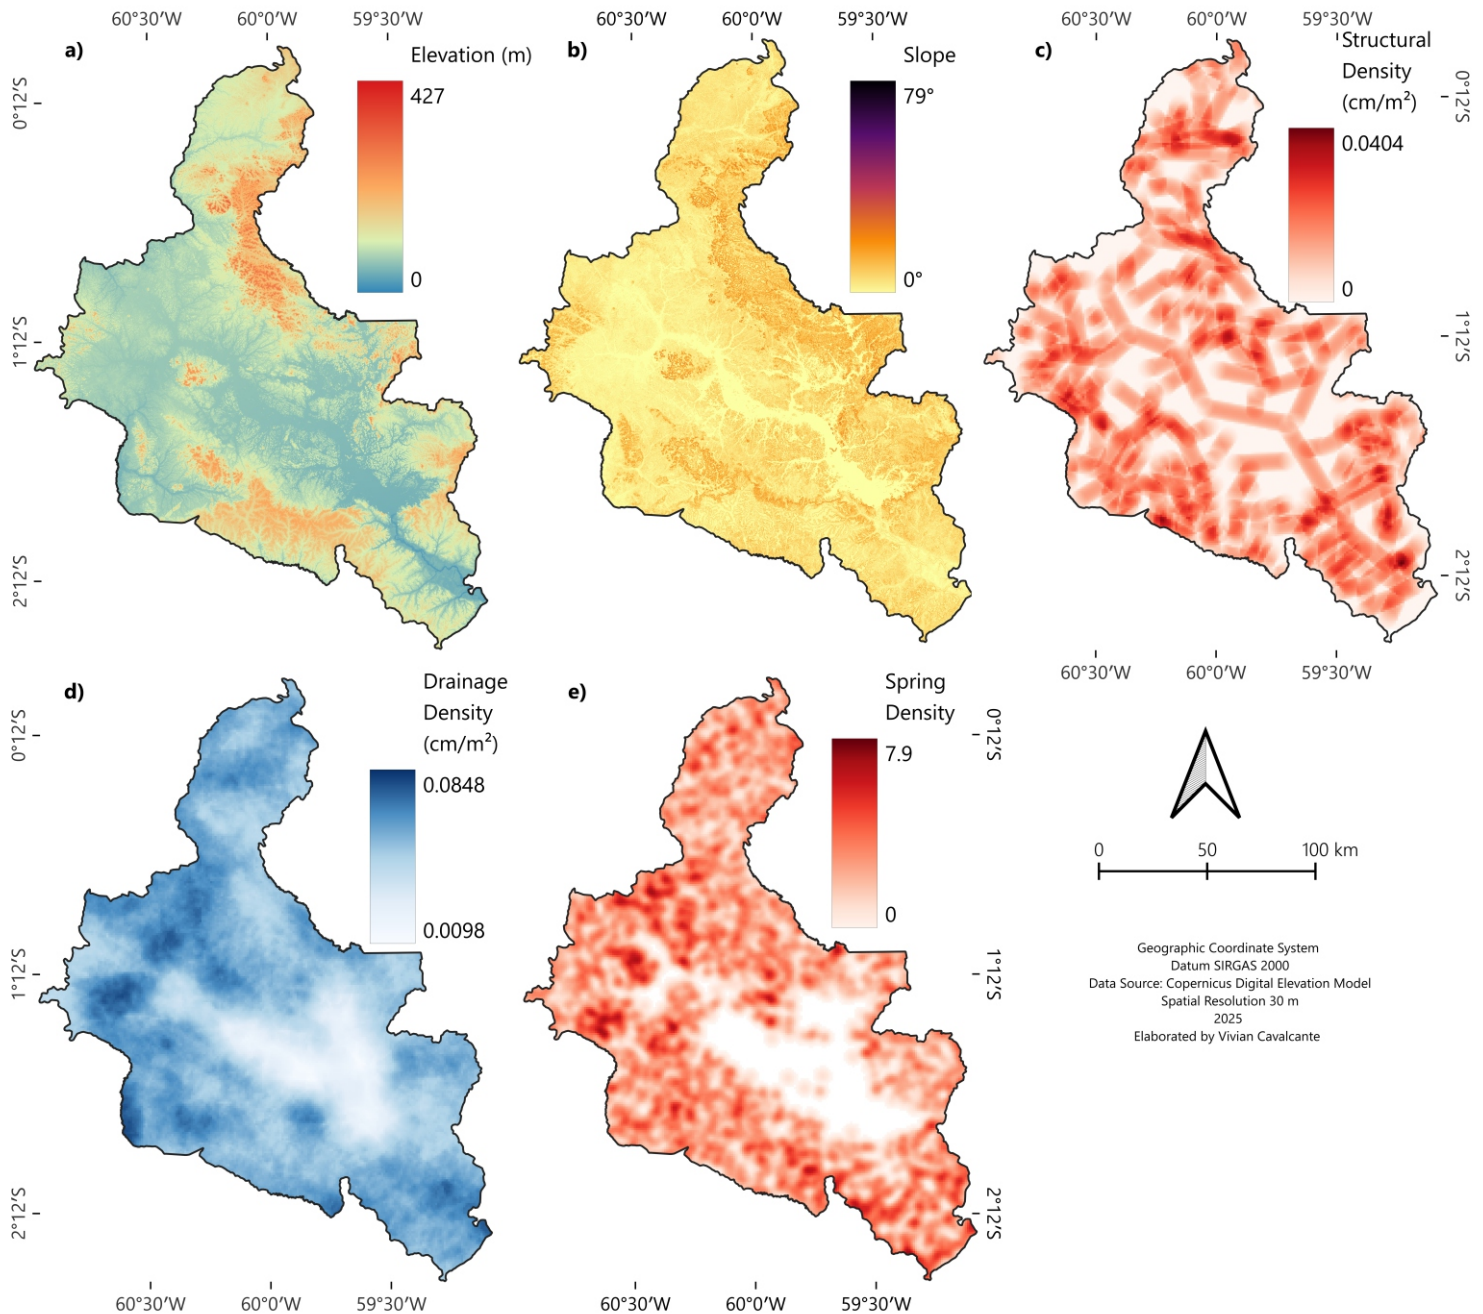 60°30′W 60°0′W 59°30′W
60°30′W 60°0′W 59°30′W
60°30′W 60°0′W 59°30′W
a)
Elevation (m)
427
0
b)
Slope
79°
0°
c)
Structural
Density
(cm/m²)
0.0404
0
0°12′S
1°12′S
2°12′S
0°12′S
1°12′S
2°12′S
60°30′W 60°0′W 59°30′W
d)
Drainage
Density
(cm/m²)
0.0848
0.0098
e)
Spring
Density
7.9
0
0°12′S
1°12′S
2°12′S
0°12′S
1°12′S
2°12′S
0 50 100 km
Geographic Coordinate System
Datum SIRGAS 2000
Data Source: Copernicus Digital Elevation Model
Spatial Resolution 30 m
2025
Elaborated by Vivian Cavalcante
60°30′W 60°0′W 59°30′W
60°30′W 60°0′W 59°30′W